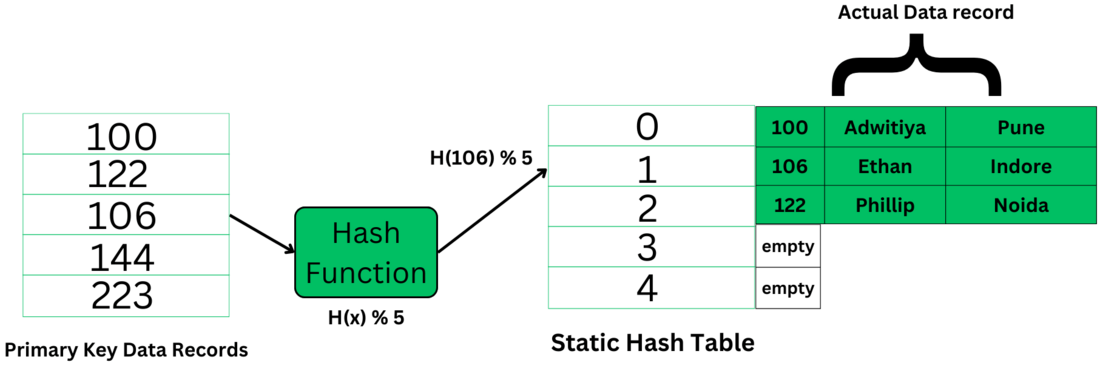 Actual Data record
100
122
106
144
223
Primary Key Data Records
Hash
Function
H(x) % 5
H(106) % 5
0 100 Adwitiya Pune
1 106 Ethan Indore
2 122 Phillip Noida
3 empty
4 empty
Static Hash Table